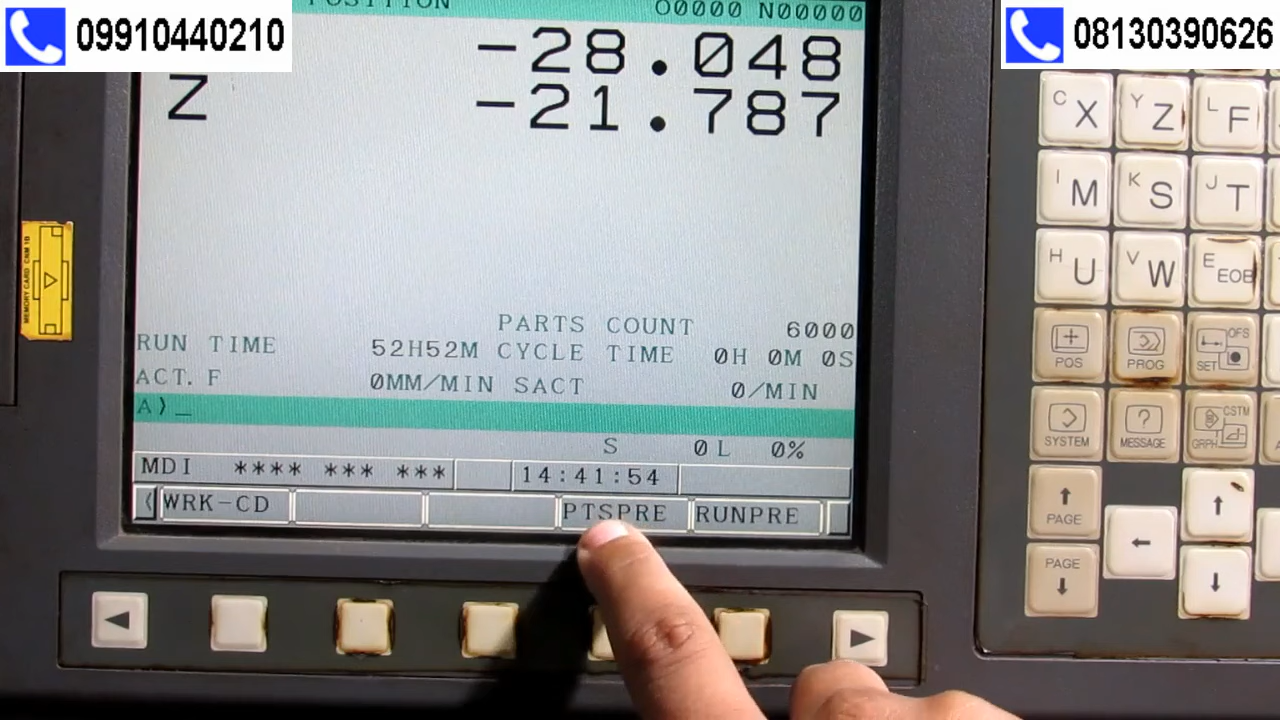 09910440210
08130390626
POSITION O0000 N00000
-28.048
Z -21.787
PARTS COUNT 6000
RUN TIME 52H52M CYCLE TIME 0H 0M 0S
ACT. F 0MM/MIN SACT 0/MIN
A)_
S 0 L 0%
MDI **** *** *** 14:41:54
WRK-CD PTSPRE RUNPRE
MEMORY CARD CNM 1B
C X Y Z L F
I M K S J T
H U V W E EOB
POS PROG OFS SET
SYSTEM MESSAGE CSTM GRPH
PAGE
PAGE